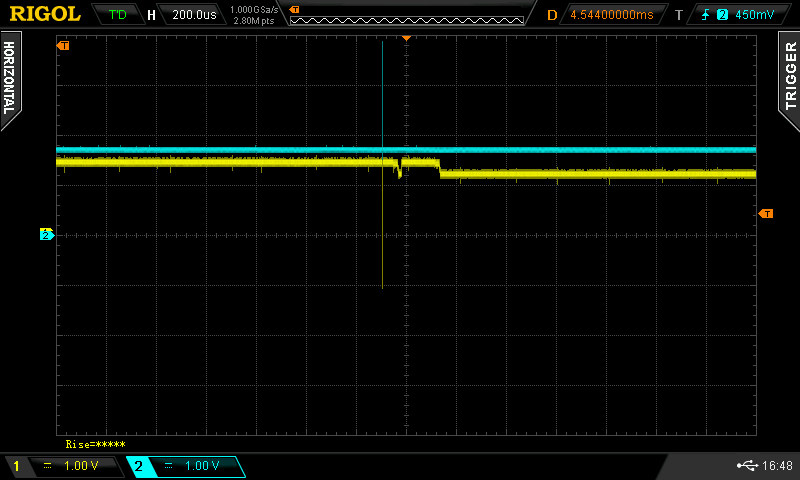 RIGOL T'D H 200.0us 1.000GSa/s 2.80M pts T D 4.54400000ms T 2 450mV
HORIZONTAL
TRIGGER
T
2
T
Rise=*****
1 1.00 V 2 1.00 V 16:48